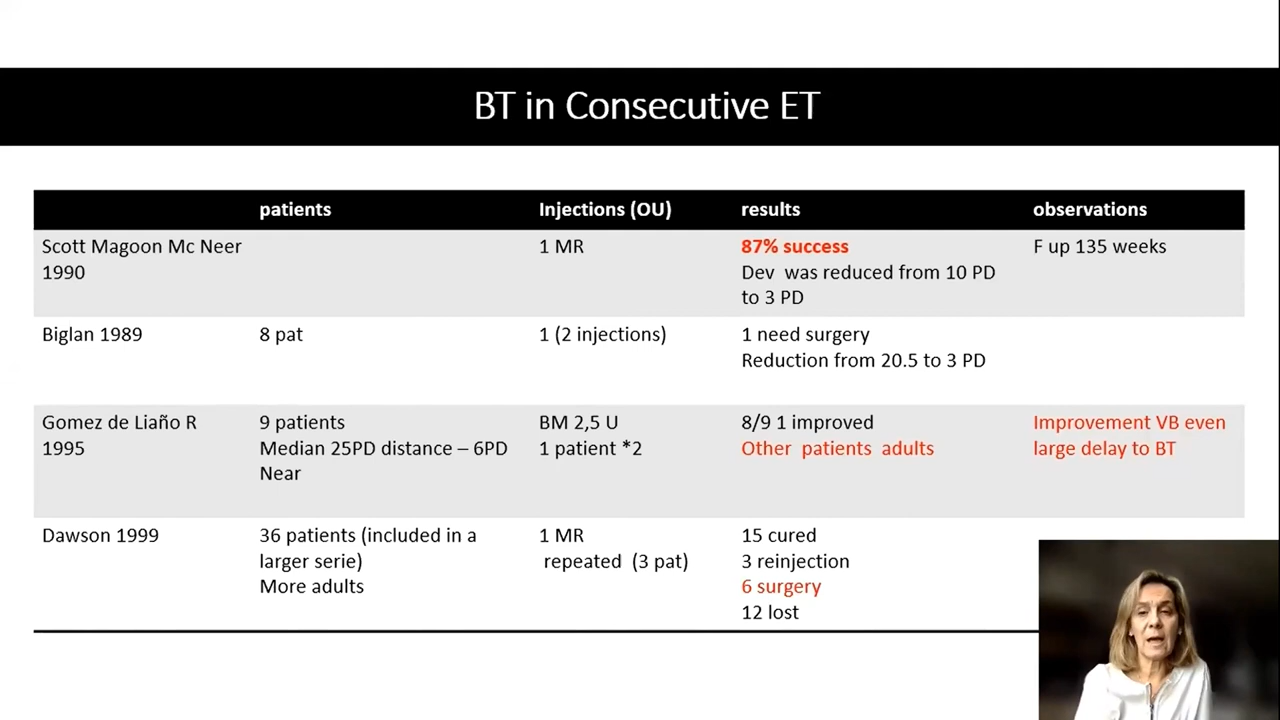 BT in Consecutive ET
patients Injections (OU) results observations
Scott Magoon Mc Neer
1990
1 MR
87% success
Dev was reduced from 10 PD
to 3 PD
F up 135 weeks
Biglan 1989
8 pat
1 (2 injections)
1 need surgery
Reduction from 20.5 to 3 PD
Gomez de Liaño R
1995
9 patients
Median 25PD distance – 6PD
Near
BM 2,5 U
1 patient *2
8/9 1 improved
Other patients adults
Improvement VB even
large delay to BT
Dawson 1999
36 patients (included in a
larger serie)
More adults
1 MR
repeated (3 pat)
15 cured
3 reinjection
6 surgery
12 lost